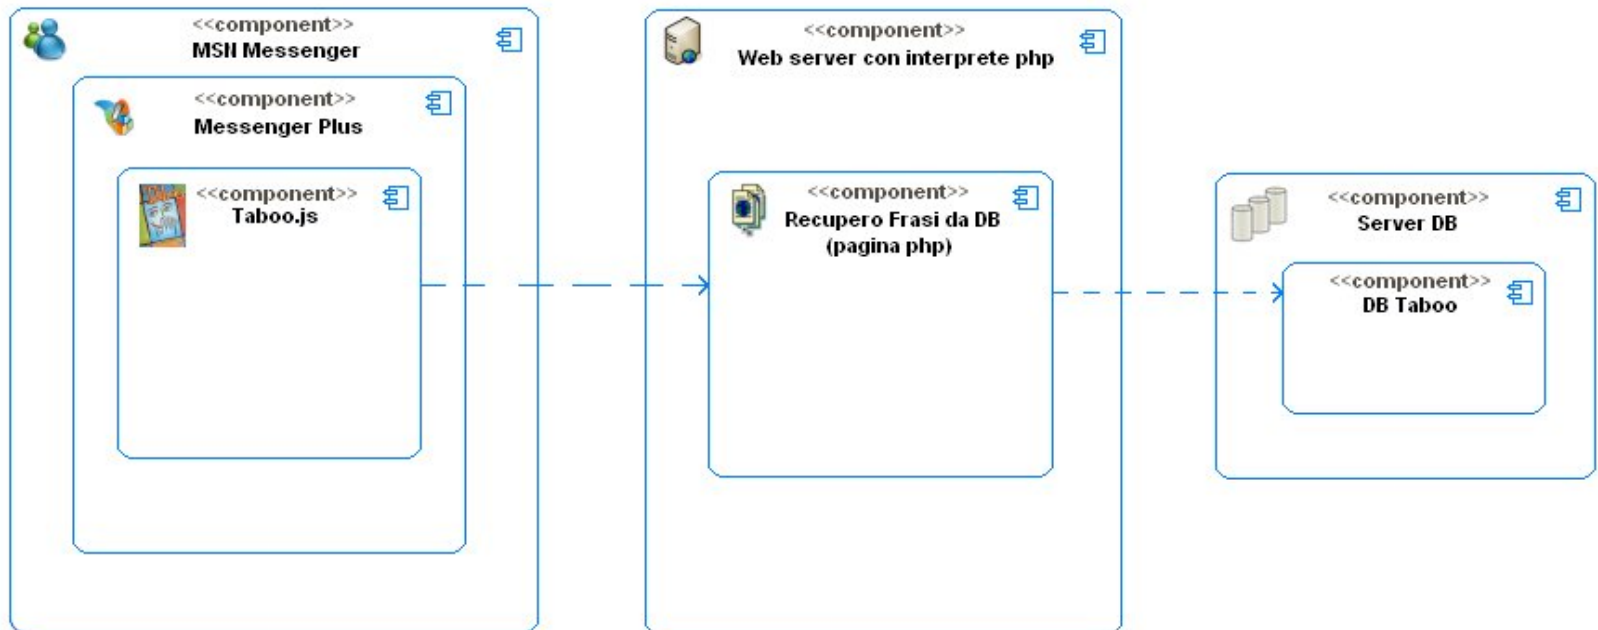 <<component>>
MSN Messenger
<<component>>
Messenger Plus
<<component>>
Taboo.js
<<component>>
Web server con interprete php
<<component>>
Recupero Frasi da DB
(pagina php)
<<component>>
Server DB
<<component>>
DB Taboo